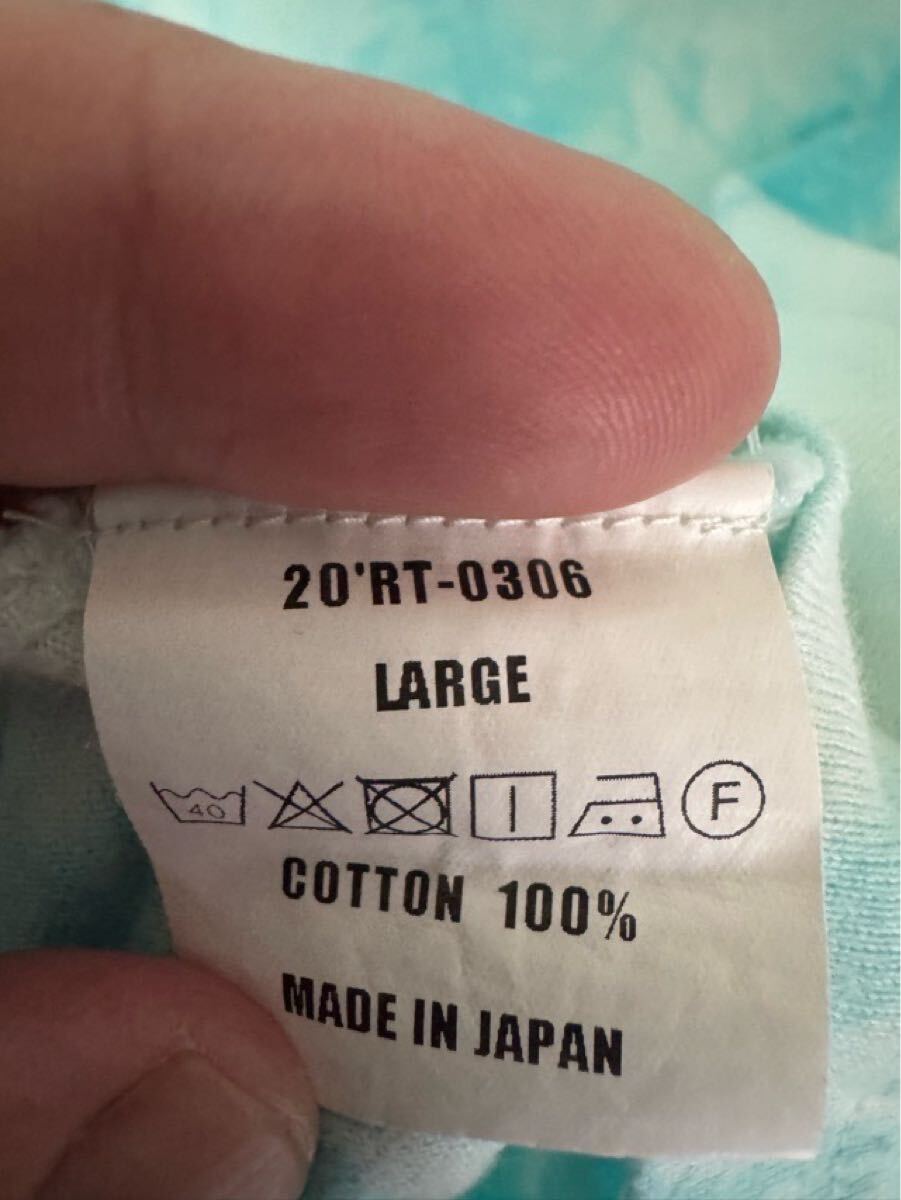 20'RT-0306
LARGE
40 F
COTTON 100%
MADE IN JAPAN